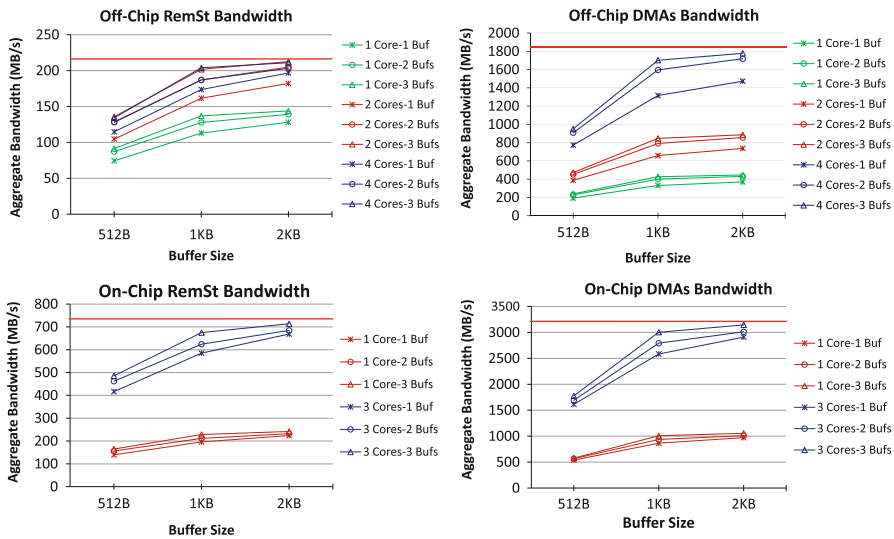 Off-Chip RemSt Bandwidth
Aggregate Bandwidth (MB/s)
250
200
150
100
50
0
512B
1KB
2KB
Buffer Size
1 Core-1 Buf
1 Core-2 Bufs
1 Core-3 Bufs
2 Cores-1 Buf
2 Cores-2 Bufs
2 Cores-3 Bufs
4 Cores-1 Buf
4 Cores-2 Bufs
4 Cores-3 Bufs
Off-Chip DMAs Bandwidth
Aggregate Bandwidth (MB/s)
2000
1800
1600
1400
1200
1000
800
600
400
200
0
512B
1KB
2KB
Buffer Size
1 Core-1 Buf
1 Core-2 Bufs
1 Core-3 Bufs
2 Cores-1 Buf
2 Cores-2 Bufs
2 Cores-3 Bufs
4 Cores-1 Buf
4 Cores-2 Bufs
4 Cores-3 Bufs
On-Chip RemSt Bandwidth
Aggregate Bandwidth (MB/s)
800
700
600
500
400
300
200
100
0
512B
1KB
2KB
Buffer Size
1 Core-1 Buf
1 Core-2 Bufs
1 Core-3 Bufs
3 Cores-1 Buf
3 Cores-2 Bufs
3 Cores-3 Bufs
On-Chip DMAs Bandwidth
Aggregate Bandwidth (MB/s)
3500
3000
2500
2000
1500
1000
500
0
512B
1KB
2KB
Buffer Size
1 Core-1 Buf
1 Core-2 Bufs
1 Core-3 Bufs
3 Cores-1 Buf
3 Cores-2 Bufs
3 Cores-3 Bufs